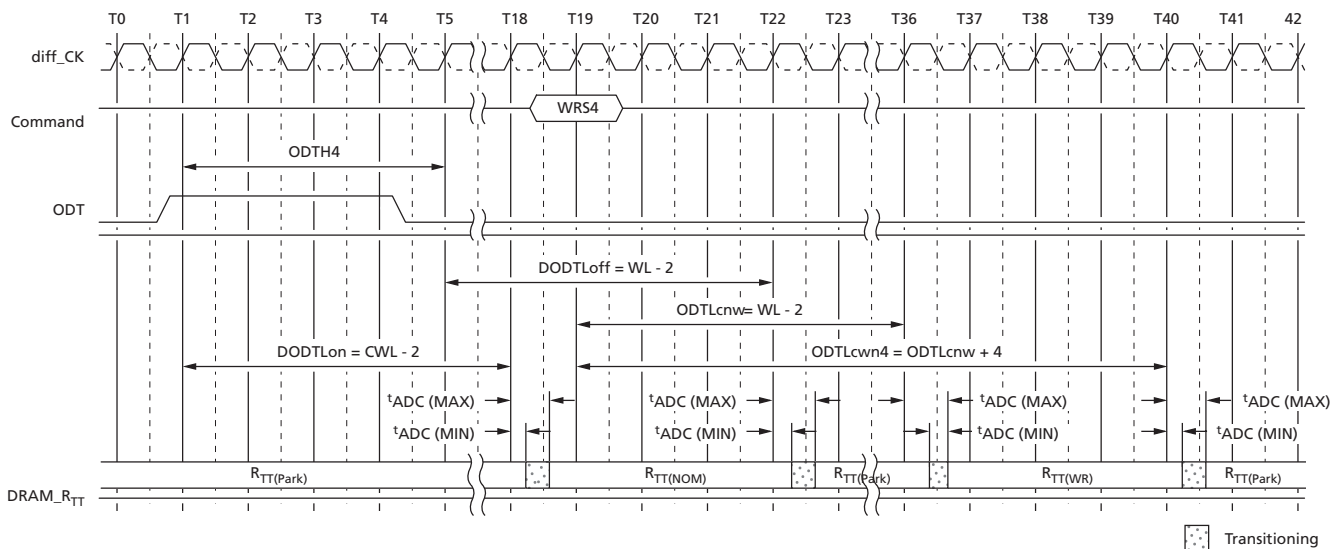 T0 T1 T2 T3 T4 T5 T18 T19 T20 T21 T22 T23 T36 T37 T38 T39 T40 T41 42
diff_CK
Command
WRS4
ODTH4
ODT
DODTLoff = WL - 2
ODTLcnw= WL - 2
DODTLon = CWL - 2
ODTLcwn4 = ODTLcnw + 4
tADC (MAX) tADC (MAX) tADC (MAX) tADC (MAX)
tADC (MIN) tADC (MIN) tADC (MIN) tADC (MIN)
DRAM_RTT
RTT(Park) RTT(NOM) RTT(Park) RTT(WR) RTT(Park)
Transitioning